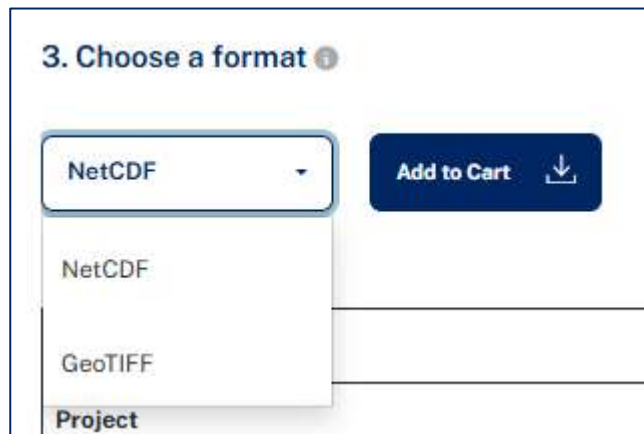 3. Choose a format
NetCDF
Add to Cart
NetCDF
GeoTIFF
Project